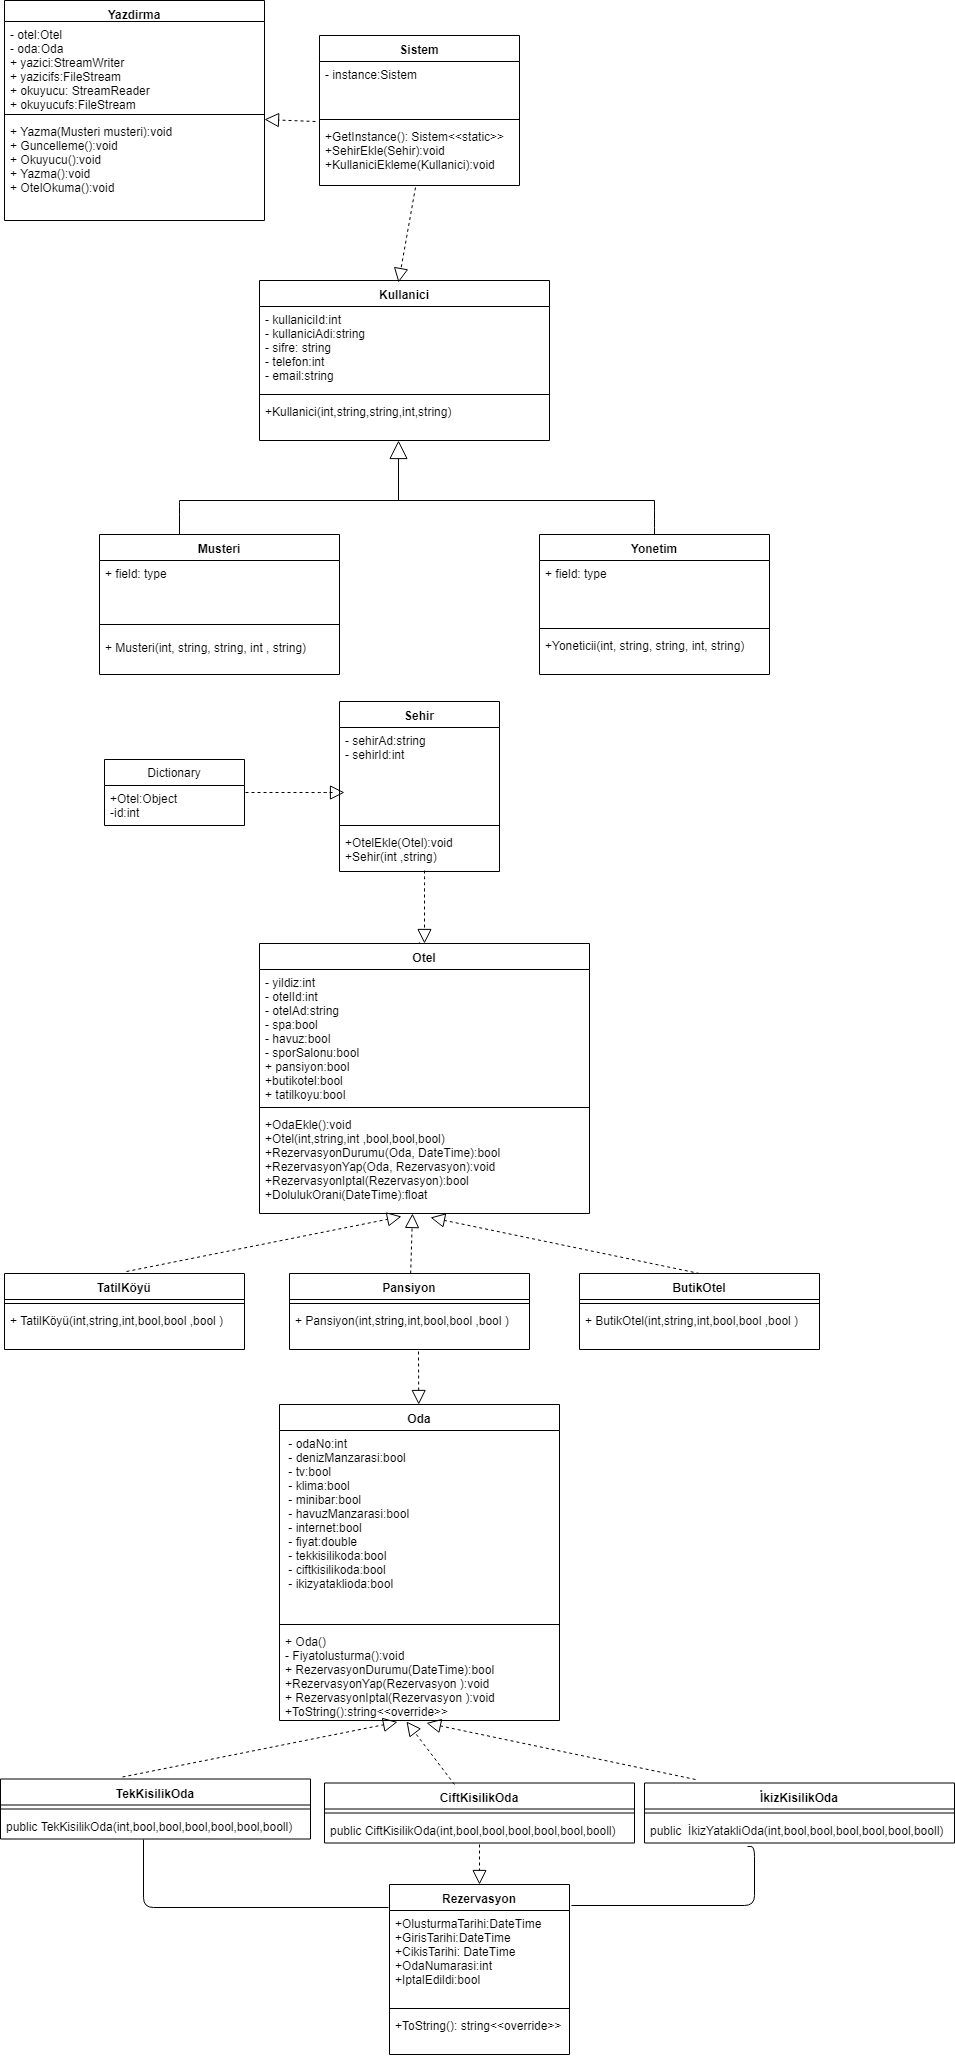 Yazdirma
- otel:Otel
- oda:Oda
+ yazici:StreamWriter
+ yazicifs:FileStream
+ okuyucu: StreamReader
+ okuyucufs:FileStream
+ Yazma(Musteri musteri):void
+ Guncelleme():void
+ Okuyucu():void
+ Yazma():void
+ OtelOkuma():void
Sistem
- instance:Sistem
+GetInstance(): Sistem<<static>>
+SehirEkle(Sehir):void
+KullaniciEkleme(Kullanici):void
Kullanici
- kullaniciId:int
- kullaniciAdi:string
- sifre: string
- telefon:int
- email:string
+Kullanici(int,string,string,int,string)
Musteri
+ field: type
+ Musteri(int, string, string, int , string)
Yonetim
+ field: type
+Yoneticii(int, string, string, int, string)
Sehir
- sehirAd:string
- sehirId:int
+OtelEkle(Otel):void
+Sehir(int ,string)
Dictionary
+Otel:Object
-id:int
Otel
- yildiz:int
- otelId:int
- otelAd:string
- spa:bool
- havuz:bool
- sporSalonu:bool
+ pansiyon:bool
+butikotel:bool
+ tatilkoyu:bool
+OdaEkle():void
+Otel(int,string,int ,bool,bool,bool)
+RezervasyonDurumu(Oda, DateTime):bool
+RezervasyonYap(Oda, Rezervasyon):void
+RezervasyonIptal(Rezervasyon):bool
+DolulukOrani(DateTime):float
TatilKöyü
+ TatilKöyü(int,string,int,bool,bool ,bool )
Pansiyon
+ Pansiyon(int,string,int,bool,bool ,bool )
ButikOtel
+ ButikOtel(int,string,int,bool,bool ,bool )
Oda
- odaNo:int
- denizManzarasi:bool
- tv:bool
- klima:bool
- minibar:bool
- havuzManzarasi:bool
- internet:bool
- fiyat:double
- tekkisilikoda:bool
- ciftkisilikoda:bool
- ikizyataklioda:bool
+ Oda()
- Fiyatolusturma():void
+ RezervasyonDurumu(DateTime):bool
+RezervasyonYap(Rezervasyon ):void
+ RezervasyonIptal(Rezervasyon ):void
+ToString():string<<override>>
TekKisilikOda
public TekKisilikOda(int,bool,bool,bool,bool,bool,booll)
CiftKisilikOda
public CiftKisilikOda(int,bool,bool,bool,bool,bool,booll)
İkizKisilikOda
public  İkizYatakliOda(int,bool,bool,bool,bool,bool,booll)
Rezervasyon
+OlusturmaTarihi:DateTime
+GirisTarihi:DateTime
+CikisTarihi: DateTime
+OdaNumarasi:int
+IptalEdildi:bool
+ToString(): string<<override>>